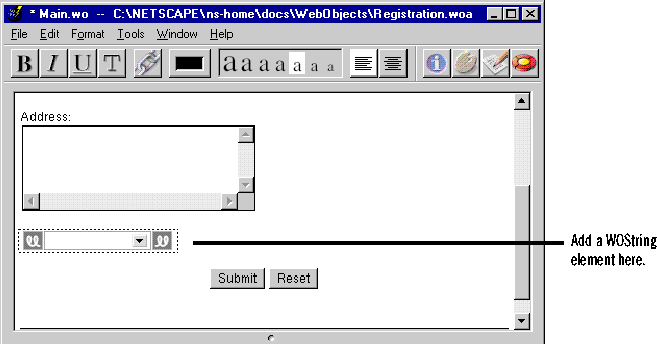 * Main.wo -- C:\NETSCAPE\ns-home\docs\WebObjects\Registration.woa
File Edit Format Tools Window Help
B I U T a a a a a a a i
Address:
Add a WOString
element here.
Submit Reset